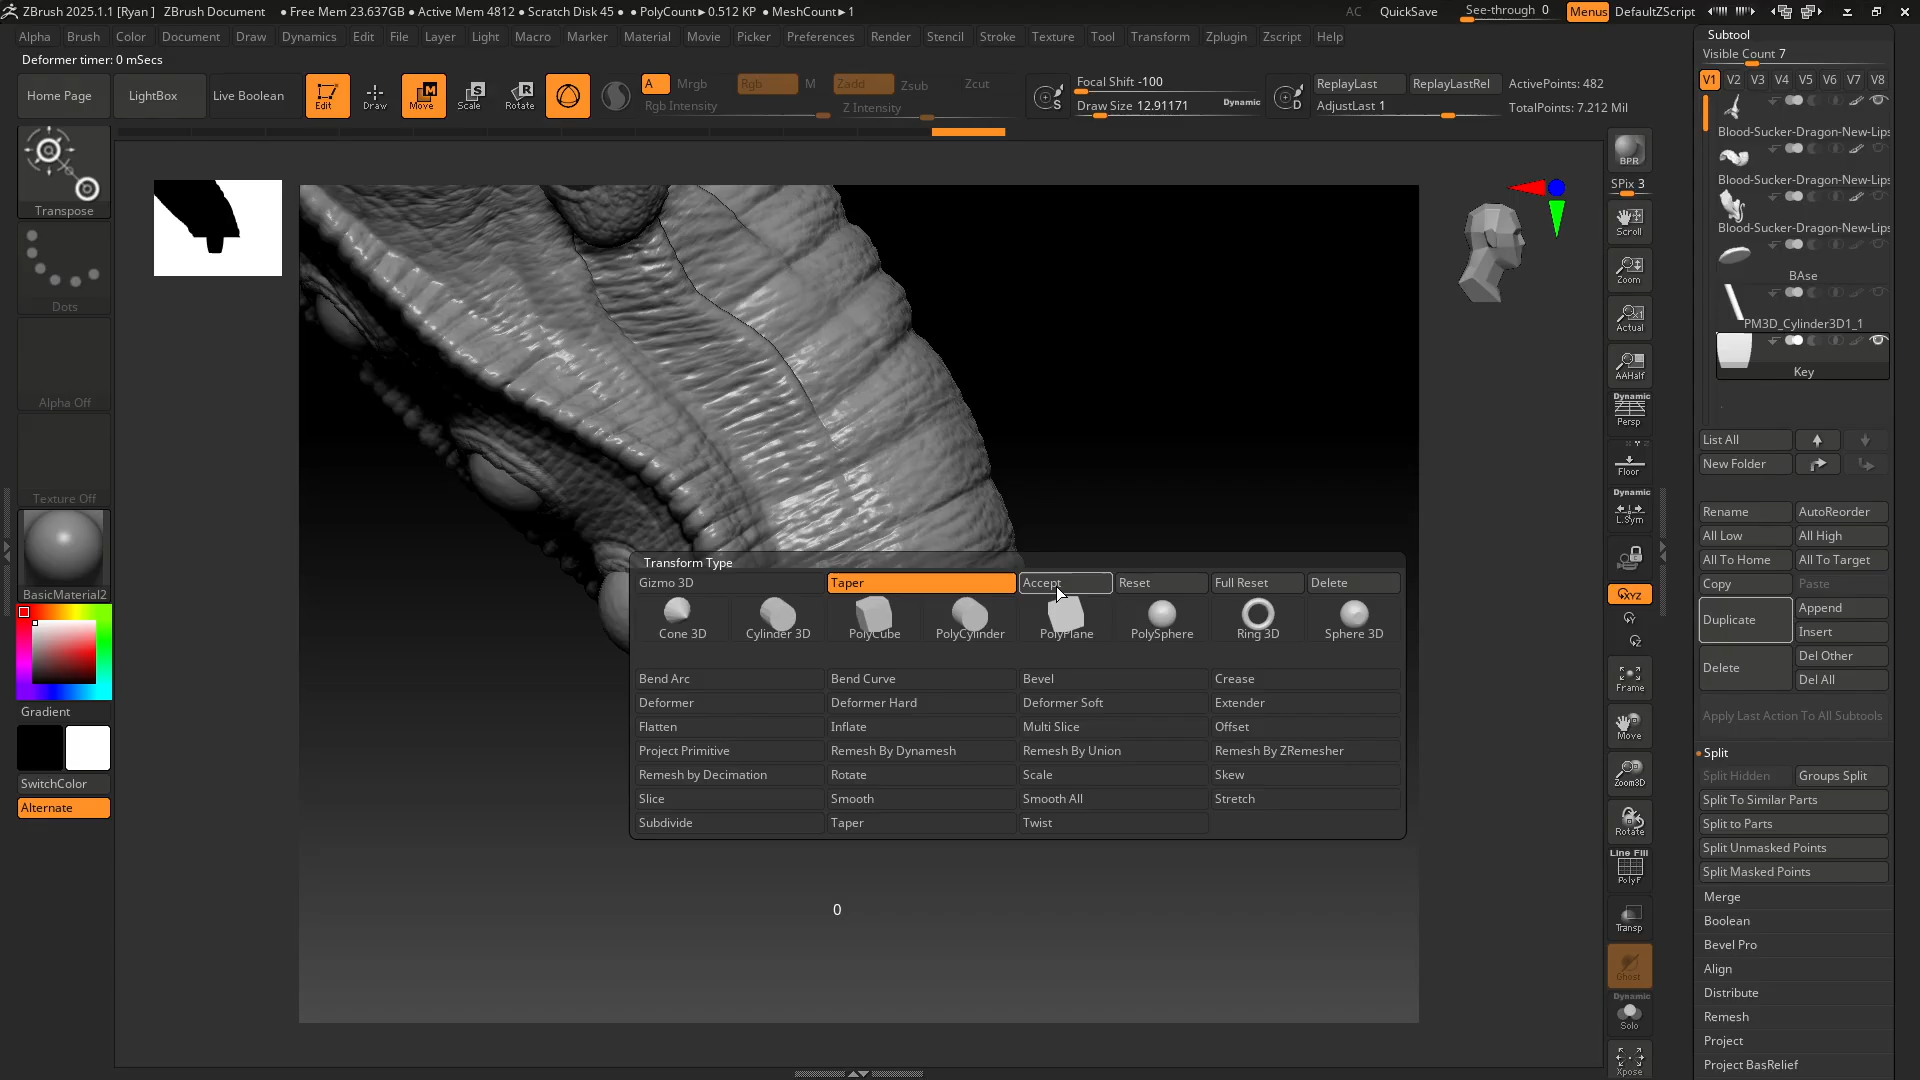 ZBrush 2025.1.1 [Ryan ] ZBrush Document ● Free Mem 23.637GB ● Active Mem 4812 ● Scratch Disk 45 ● ● PolyCount►0.512 KP ● MeshCount►1 AC QuickSave See-through 0 Menus DefaultZScript
Alpha Brush Color Document Draw Dynamics Edit File Layer Light Macro Marker Material Movie Picker Preferences Render Stencil Stroke Texture Tool Transform Zplugin Zscript Help
Deformer timer: 0 mSecs
Home Page LightBox Live Boolean Edit Draw Move Scale Rotate
A Mrgb Rgb M Zadd Zsub Zcut
Rgb Intensity Z Intensity
Focal Shift -100
Draw Size 12.91171 Dynamic
ReplayLast ReplayLastRel ActivePoints: 482
AdjustLast 1 TotalPoints: 7.212 Mil
Transpose
Dots
Alpha Off
Texture Off
BasicMaterial2
Gradient
SwitchColor
Alternate
Transform Type
Gizmo 3D Taper Accept Reset Full Reset Delete
Cone 3D Cylinder 3D PolyCube PolyCylinder PolyPlane PolySphere Ring 3D Sphere 3D
Bend Arc Bend Curve Bevel Crease
Deformer Deformer Hard Deformer Soft Extender
Flatten Inflate Multi Slice Offset
Project Primitive Remesh By Dynamesh Remesh By Union Remesh By ZRemesher
Remesh by Decimation Rotate Scale Skew
Slice Smooth Smooth All Stretch
Subdivide Taper Twist
0
BPR
SPix 3
Scroll
Zoom
Actual
AAHalf
Dynamic
Persp
Floor
Dynamic
L.Sym
XYZ
Frame
Move
Zoom3D
Rotate
Line Fill
PolyF
Transp
Ghost
Dynamic
Solo
Xpose
Subtool
Visible Count 7
V1 V2 V3 V4 V5 V6 V7 V8
Blood-Sucker-Dragon-New-Lips
Blood-Sucker-Dragon-New-Lips
Blood-Sucker-Dragon-New-Lips
BAse
PM3D_Cylinder3D1_1
Key
List All
New Folder
Rename AutoReorder
All Low All High
All To Home All To Target
Copy Paste
Duplicate Append
Insert
Delete Del Other
Del All
Apply Last Action To All Subtools
Split
Split Hidden Groups Split
Split To Similar Parts
Split to Parts
Split Unmasked Points
Split Masked Points
Merge
Boolean
Bevel Pro
Align
Distribute
Remesh
Project
Project BasRelief